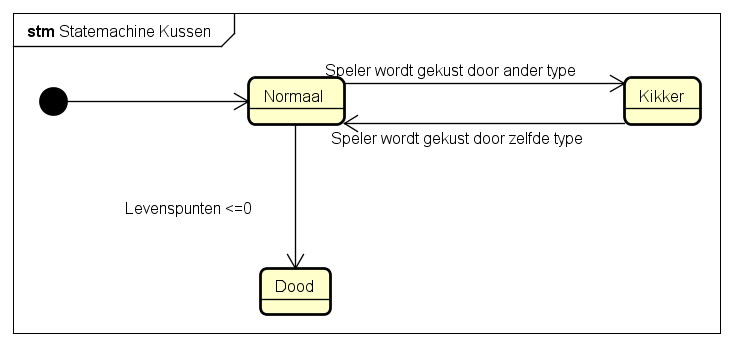 stm Statemachine Kussen
Speler wordt gekust door ander type
Normaal
Kikker
Speler wordt gekust door zelfde type
Levenspunten <=0
Dood